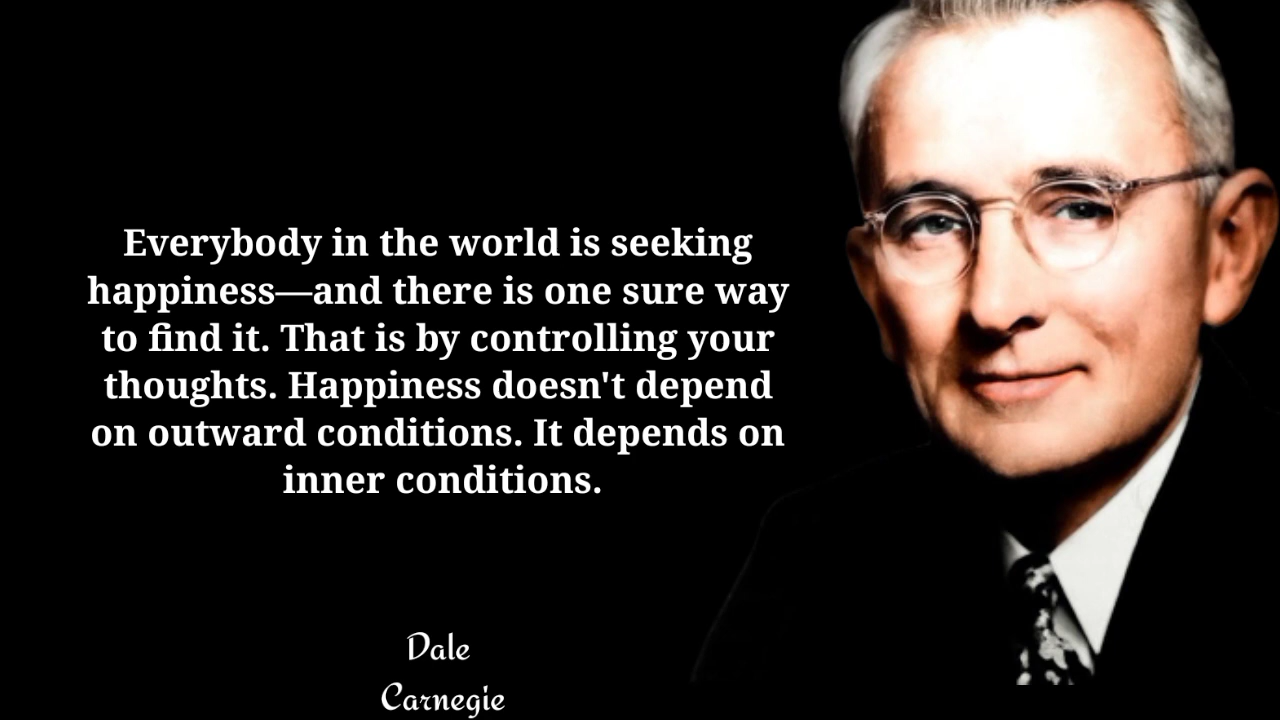 Everybody in the world is seeking
happiness—and there is one sure way
to find it. That is by controlling your
thoughts. Happiness doesn't depend
on outward conditions. It depends on
inner conditions.
Dale
Carnegie